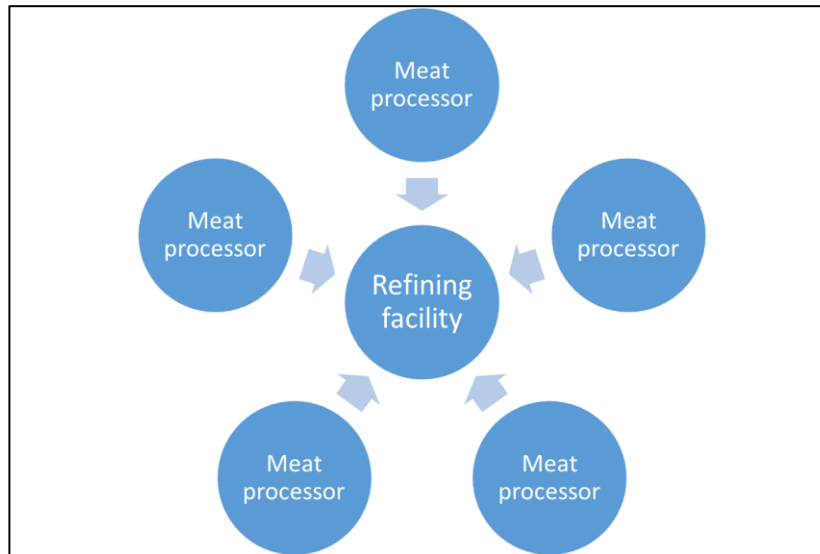 Meat
processor
Meat
processor
Meat
processor
Refining
facility
Meat
processor
Meat
processor